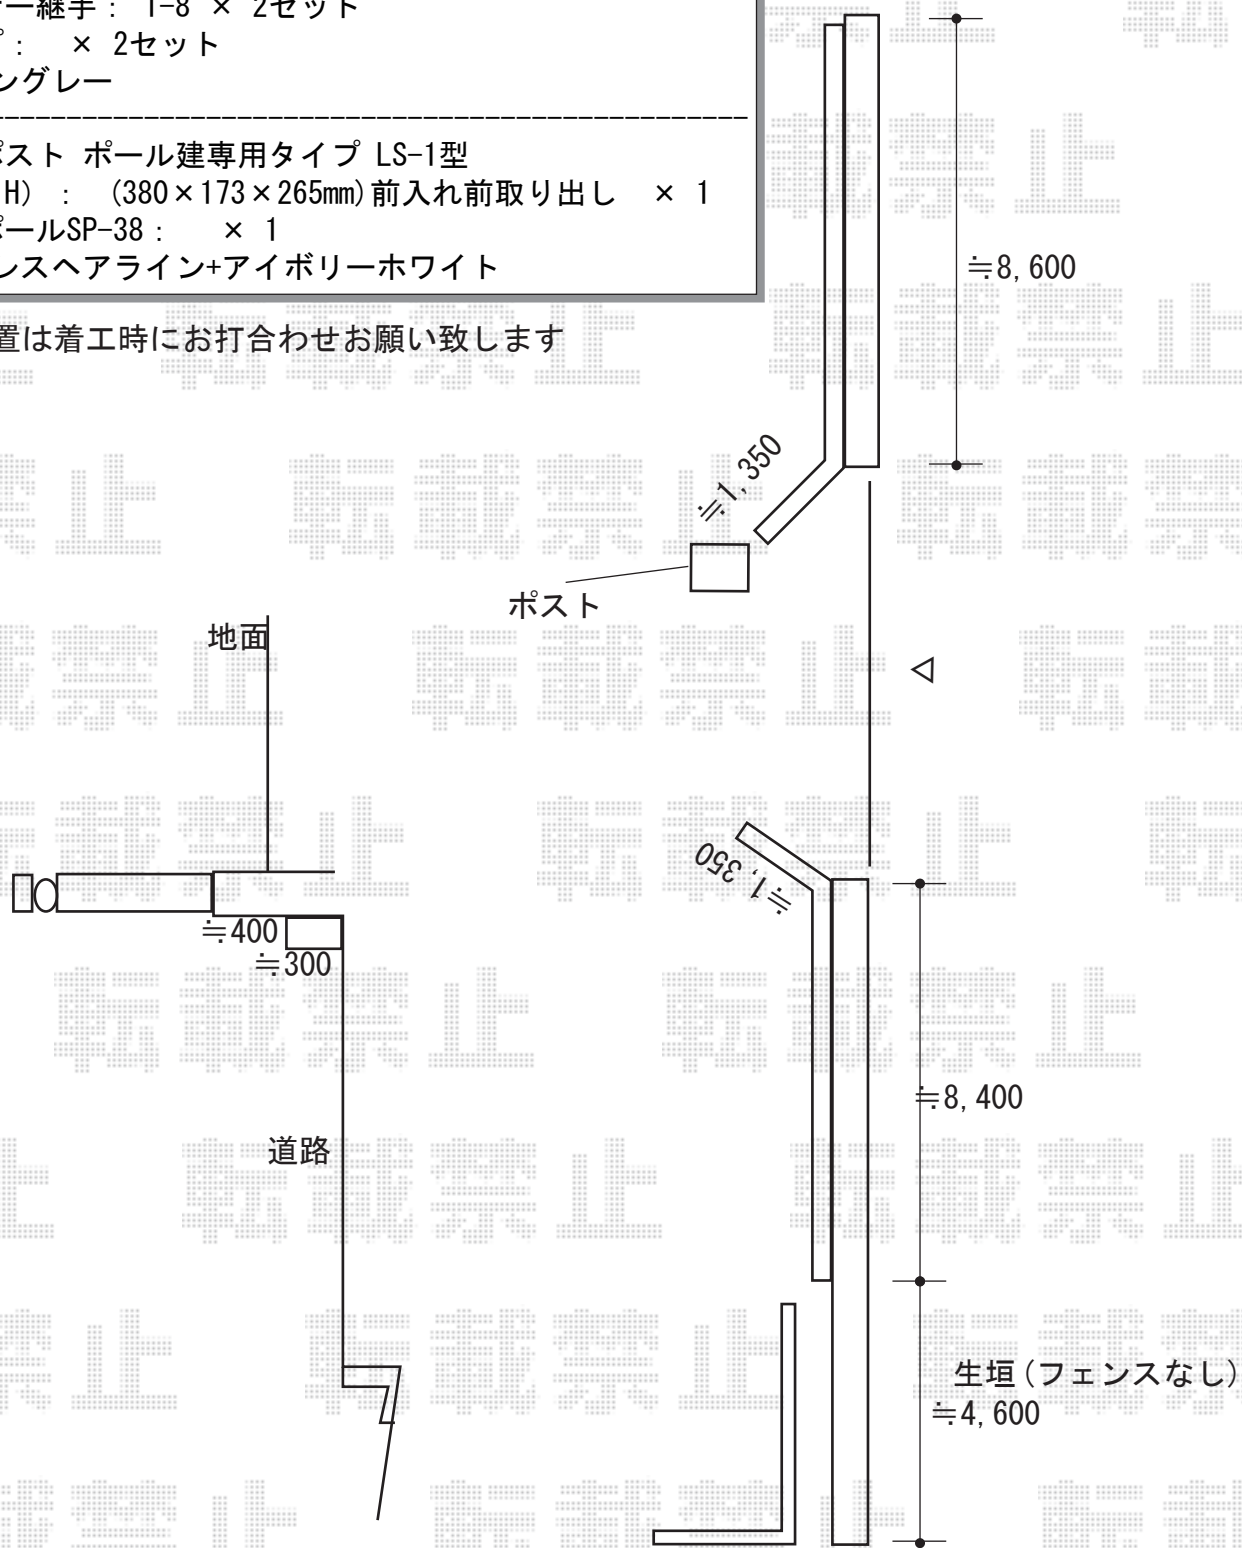 ー継手： T-8 × 2セット
： × 2セット
ングレー
ポスト ポール建専用タイプ LS-1型
H) ： (380×173×265mm)前入れ前取り出し × 1
ポールSP-38： × 1
レスヘアライン+アイボリーホワイト
置は着工時にお打合わせお願い致します
≒8,600
≒1,350
ポスト
地面
≒1,350
≒400
≒300
≒8,400
道路
生垣(フェンスなし)
≒4,600
転載禁止